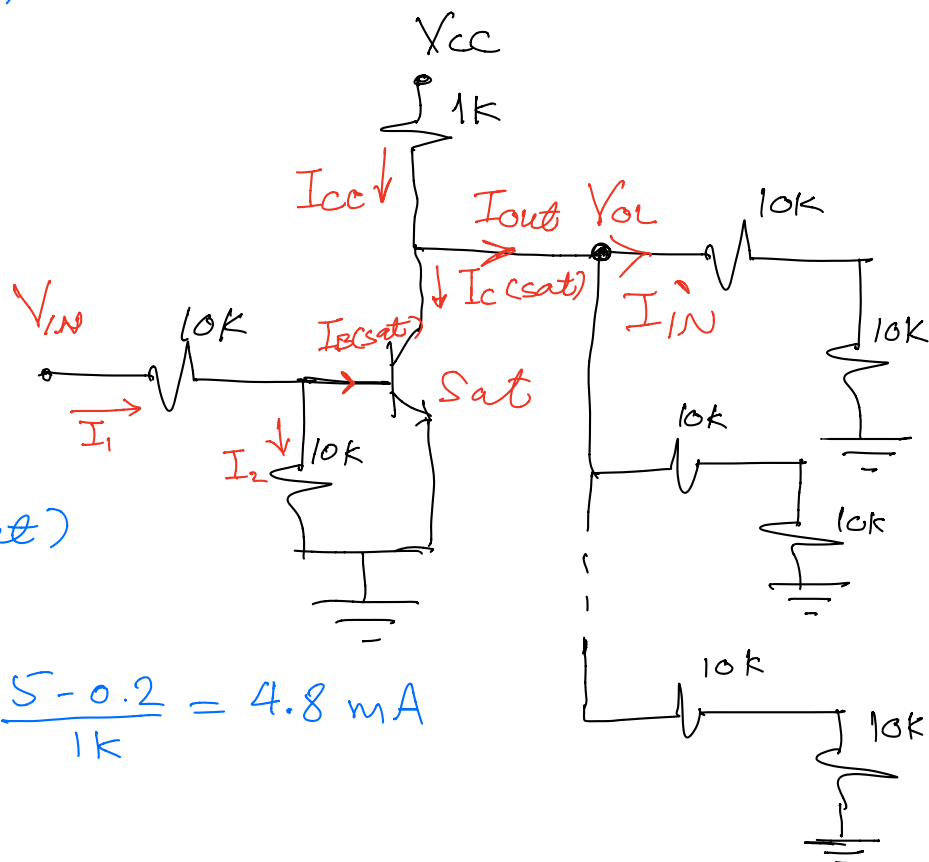 Vcc
1K
Icc
Iout VOL
10K
VIN
10K
IB(sat)
Ic(sat)
IIN
10K
I1
Sat
10K
I2
10K
10K
et)
10K
5-0.2
1K
= 4.8 mA
10K